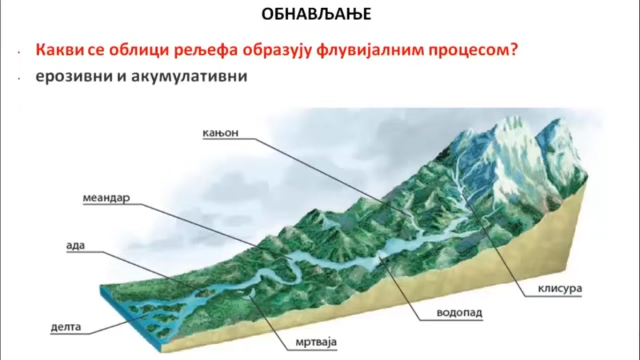 ОБНАВЉАЊЕ
Какви се облици рељефа образују флувијалним процесом?
ерозивни и акумулативни
кањон
меандар
ада
клисура
водопад
делта
мртваја